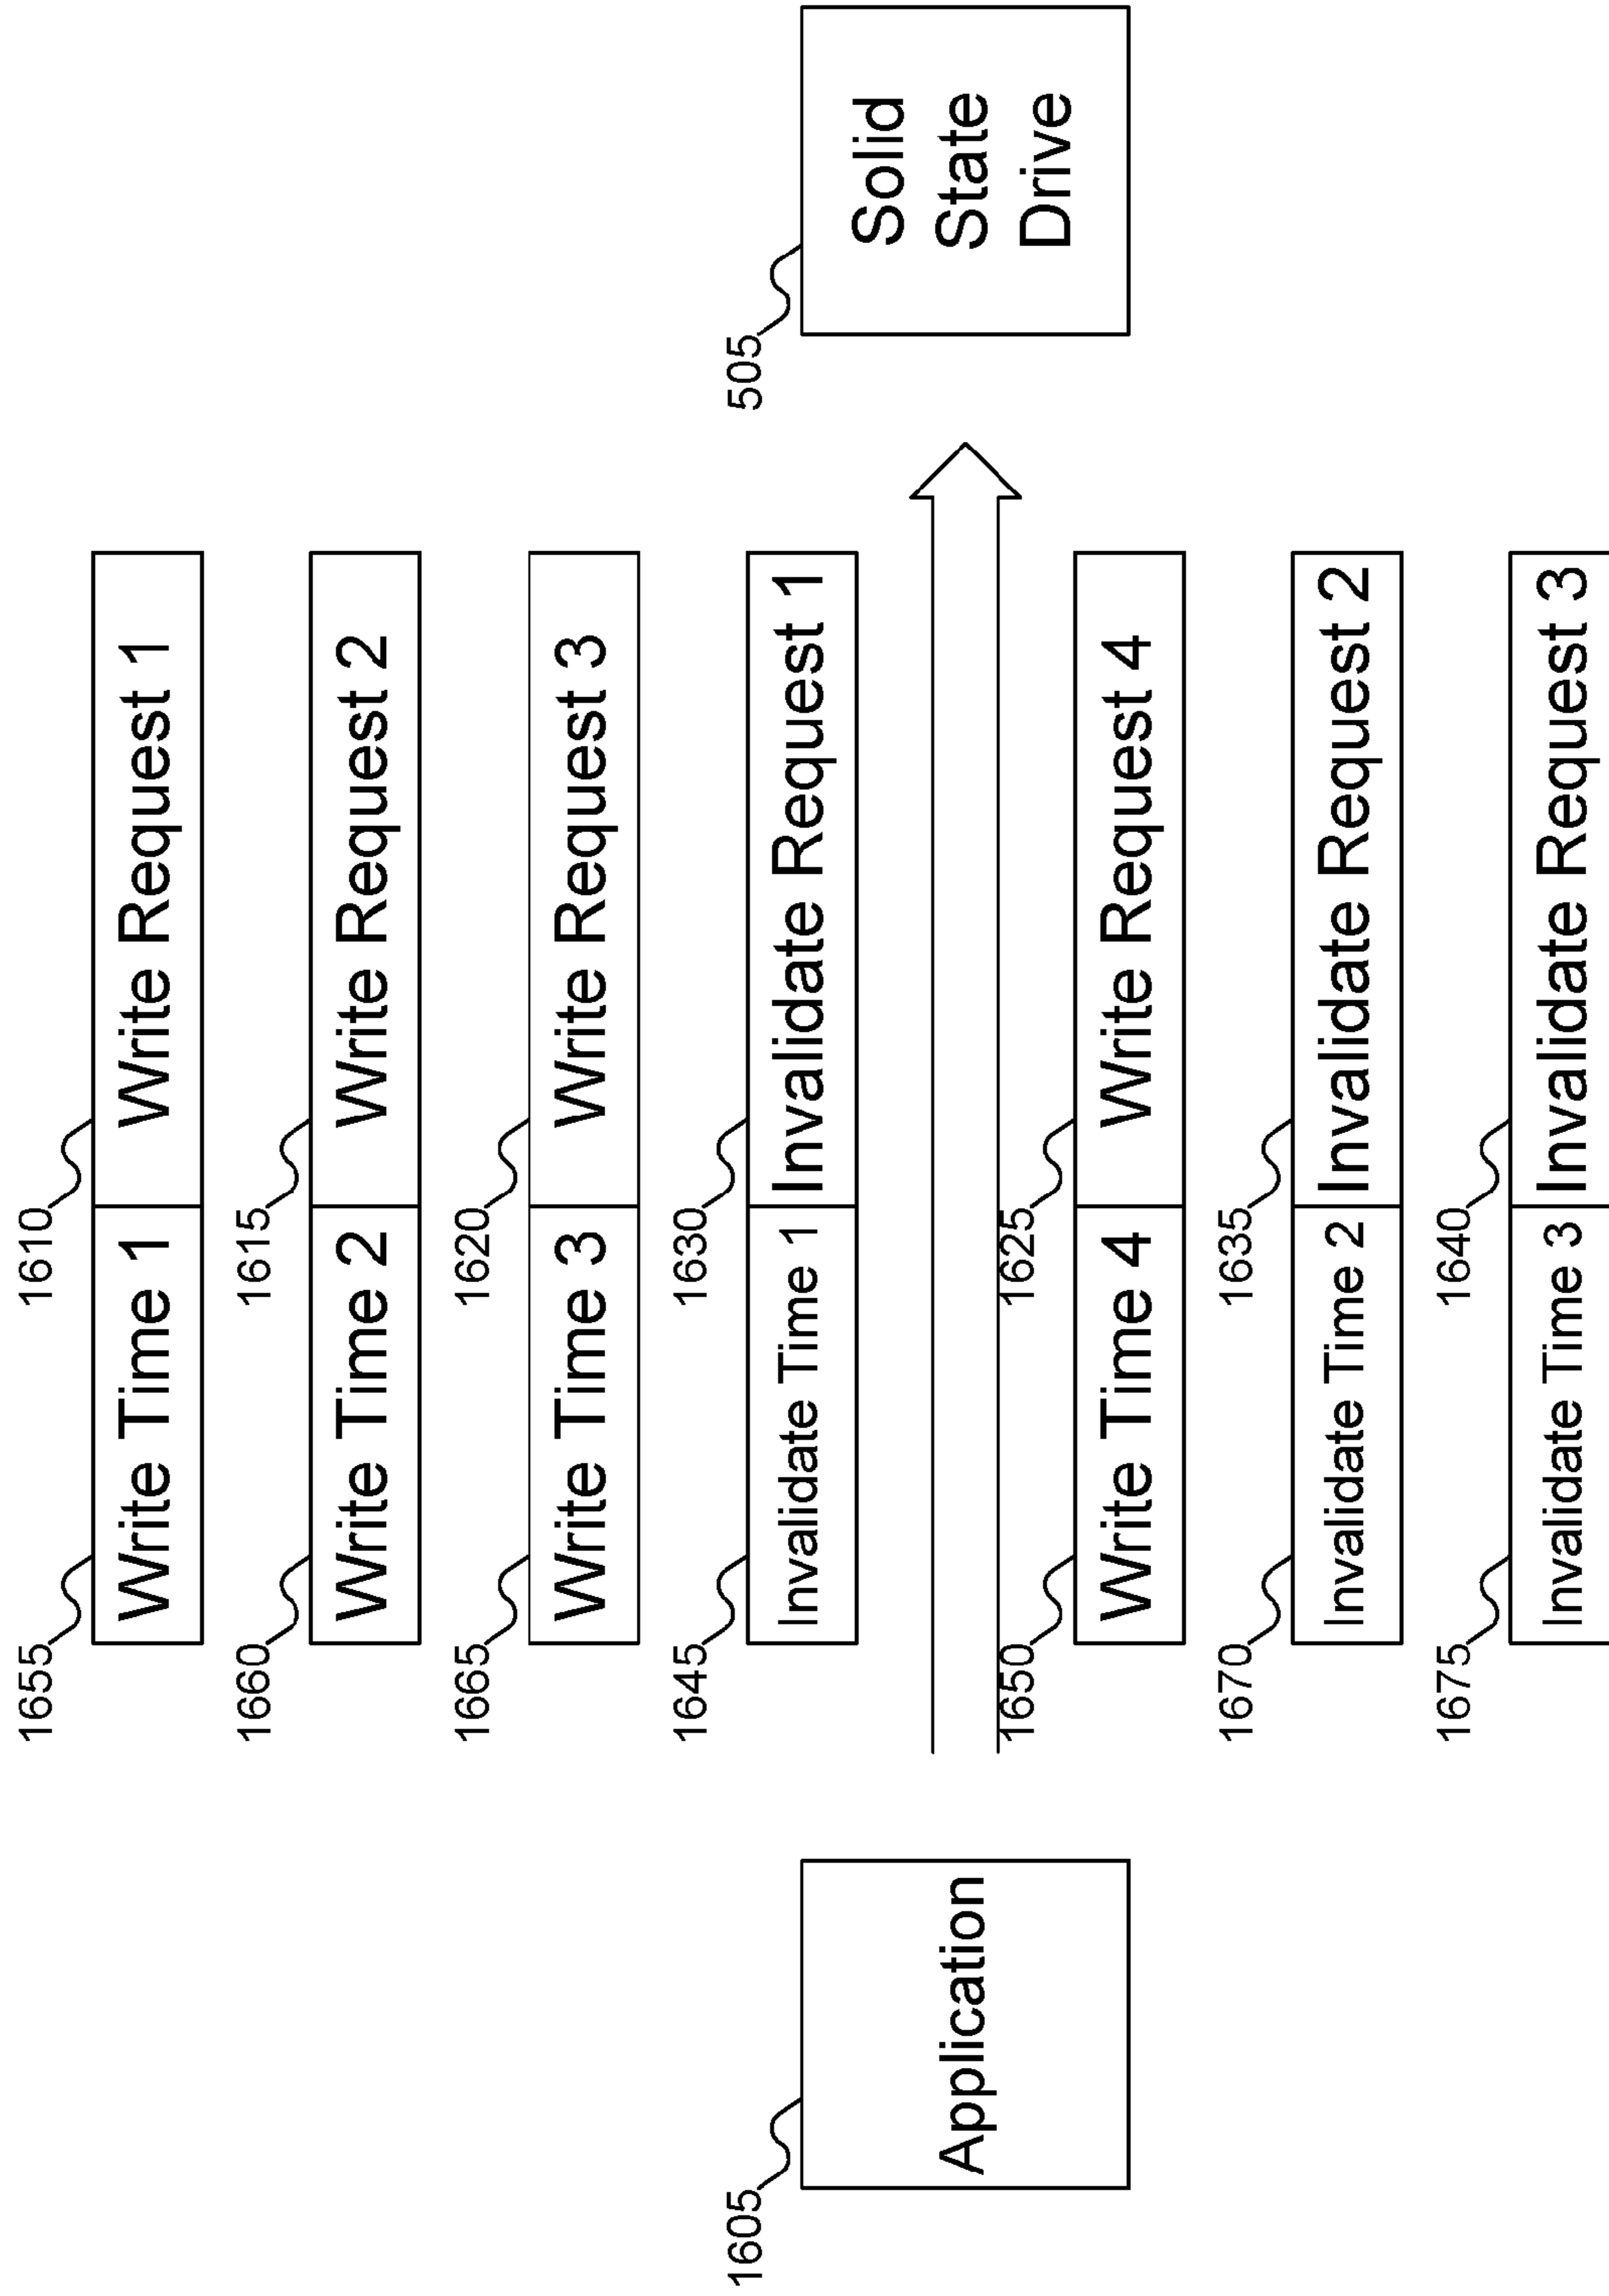 1655
1610
Write Time 1
Write Request 1
1660
1615
Write Time 2
Write Request 2
1665
1620
Write Time 3
Write Request 3
1645
1630
Invalidate Time 1
Invalidate Request 1
1605
Application
505
Solid
State
Drive
1650
1625
Write Time 4
Write Request 4
1670
1635
Invalidate Time 2
Invalidate Request 2
1675
1640
Invalidate Time 3
Invalidate Request 3